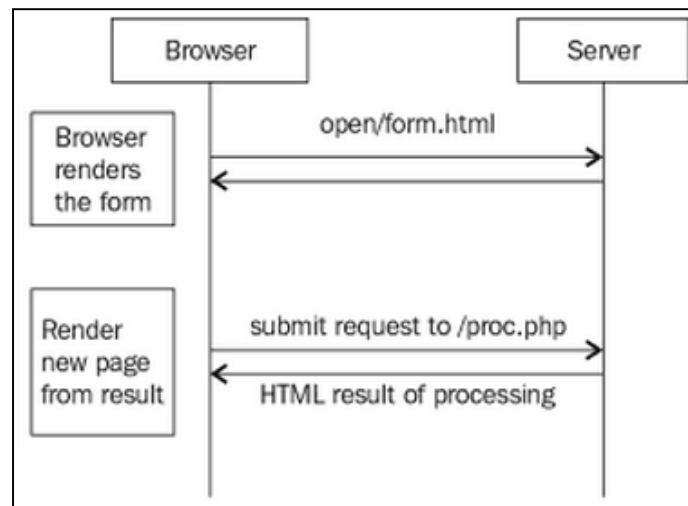 Browser
Server
open/form.html
Browser
renders
the form
submit request to /proc.php
Render
new page
from result
HTML result of processing